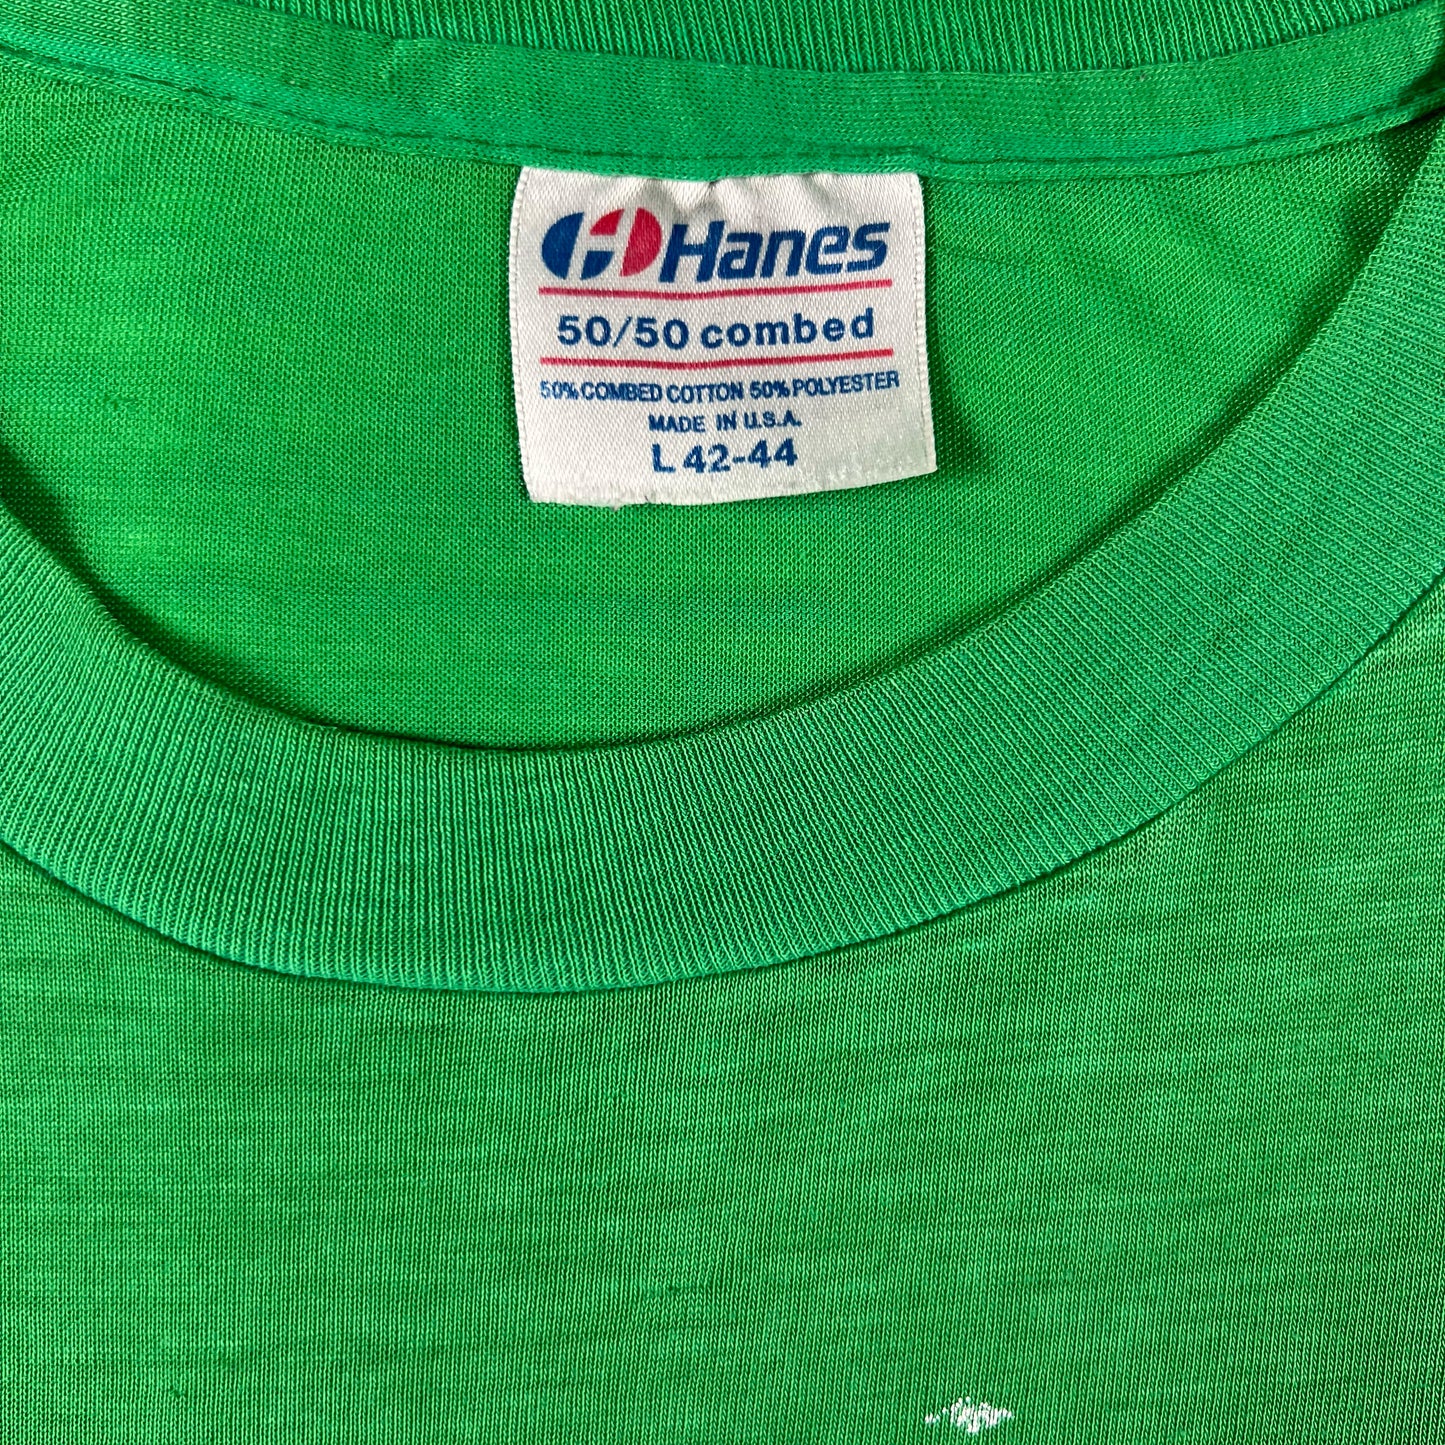 Hanes
50/50 combed
50% COMBED COTTON 50% POLYESTER
MADE IN U.S.A.
L 42-44